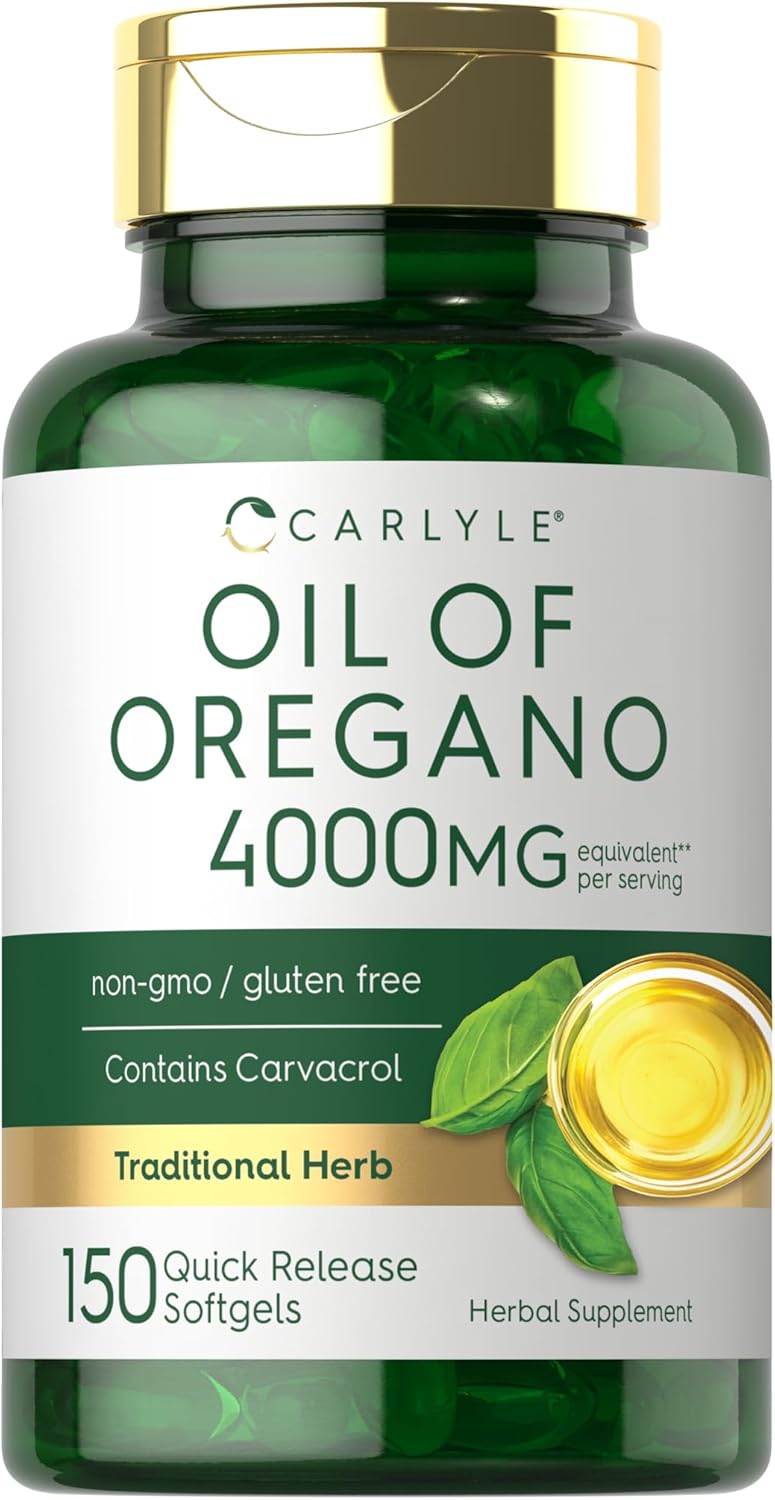 CARLYLE®
OIL OF
OREGANO
4000MG equivalent**
per serving
non-gmo / gluten free
Contains Carvacrol
Traditional Herb
150 Quick Release
Softgels
Herbal Supplement